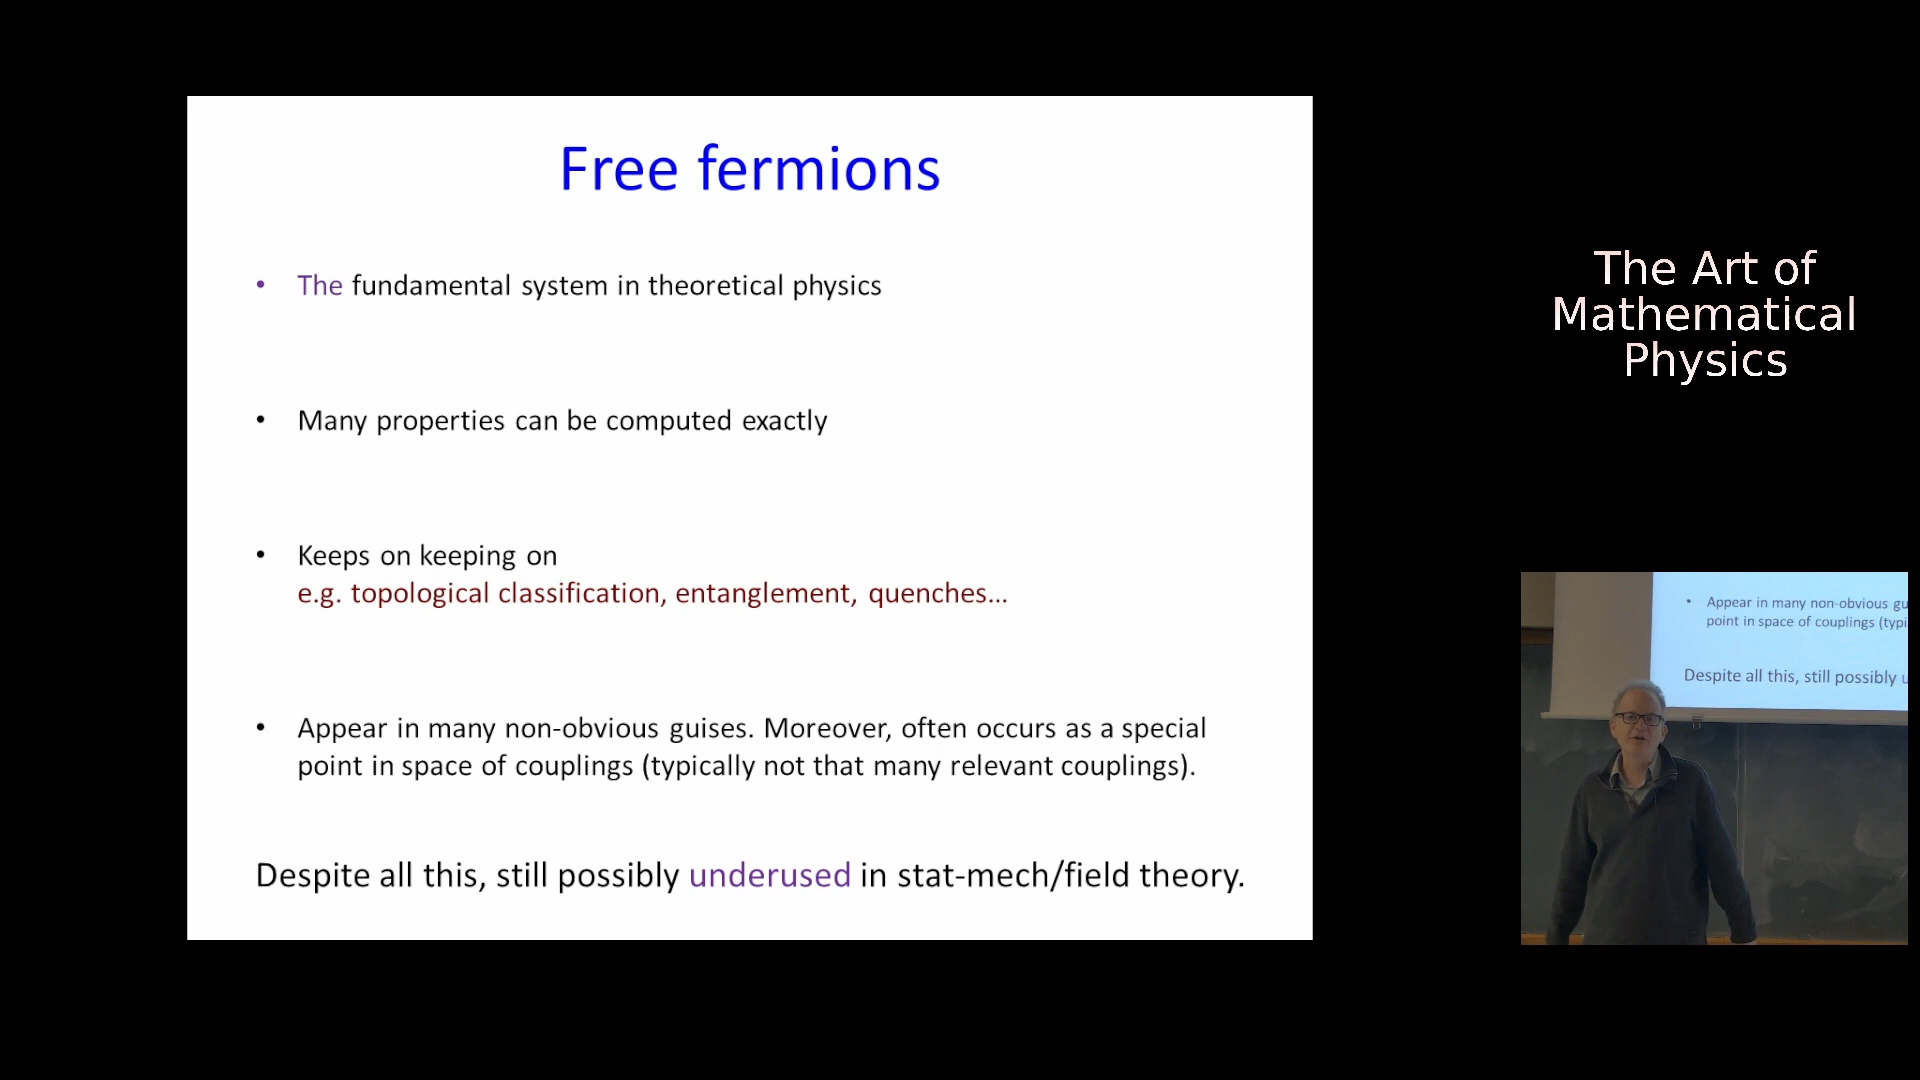 Free fermions
• The fundamental system in theoretical physics
• Many properties can be computed exactly
• Keeps on keeping on
e.g. topological classification, entanglement, quenches...
• Appear in many non-obvious guises. Moreover, often occurs as a special
point in space of couplings (typically not that many relevant couplings).
Despite all this, still possibly underused in stat-mech/field theory.
The Art of
Mathematical
Physics
• Appear in many non-obvious gu
point in space of couplings (typi
Despite all this, still possibly u